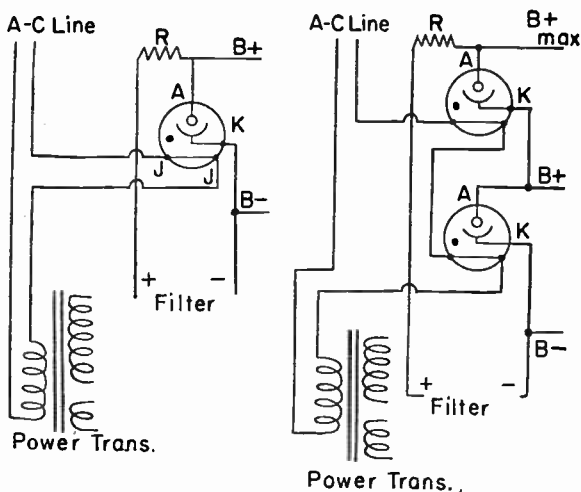 A-C Line
R
B+
A
K
J
J
B-
+
-
Filter
Power Trans.
A-C Line
R
B+
max
A
K
B+
A
K
B-
+
-
Filter
Power Trans.